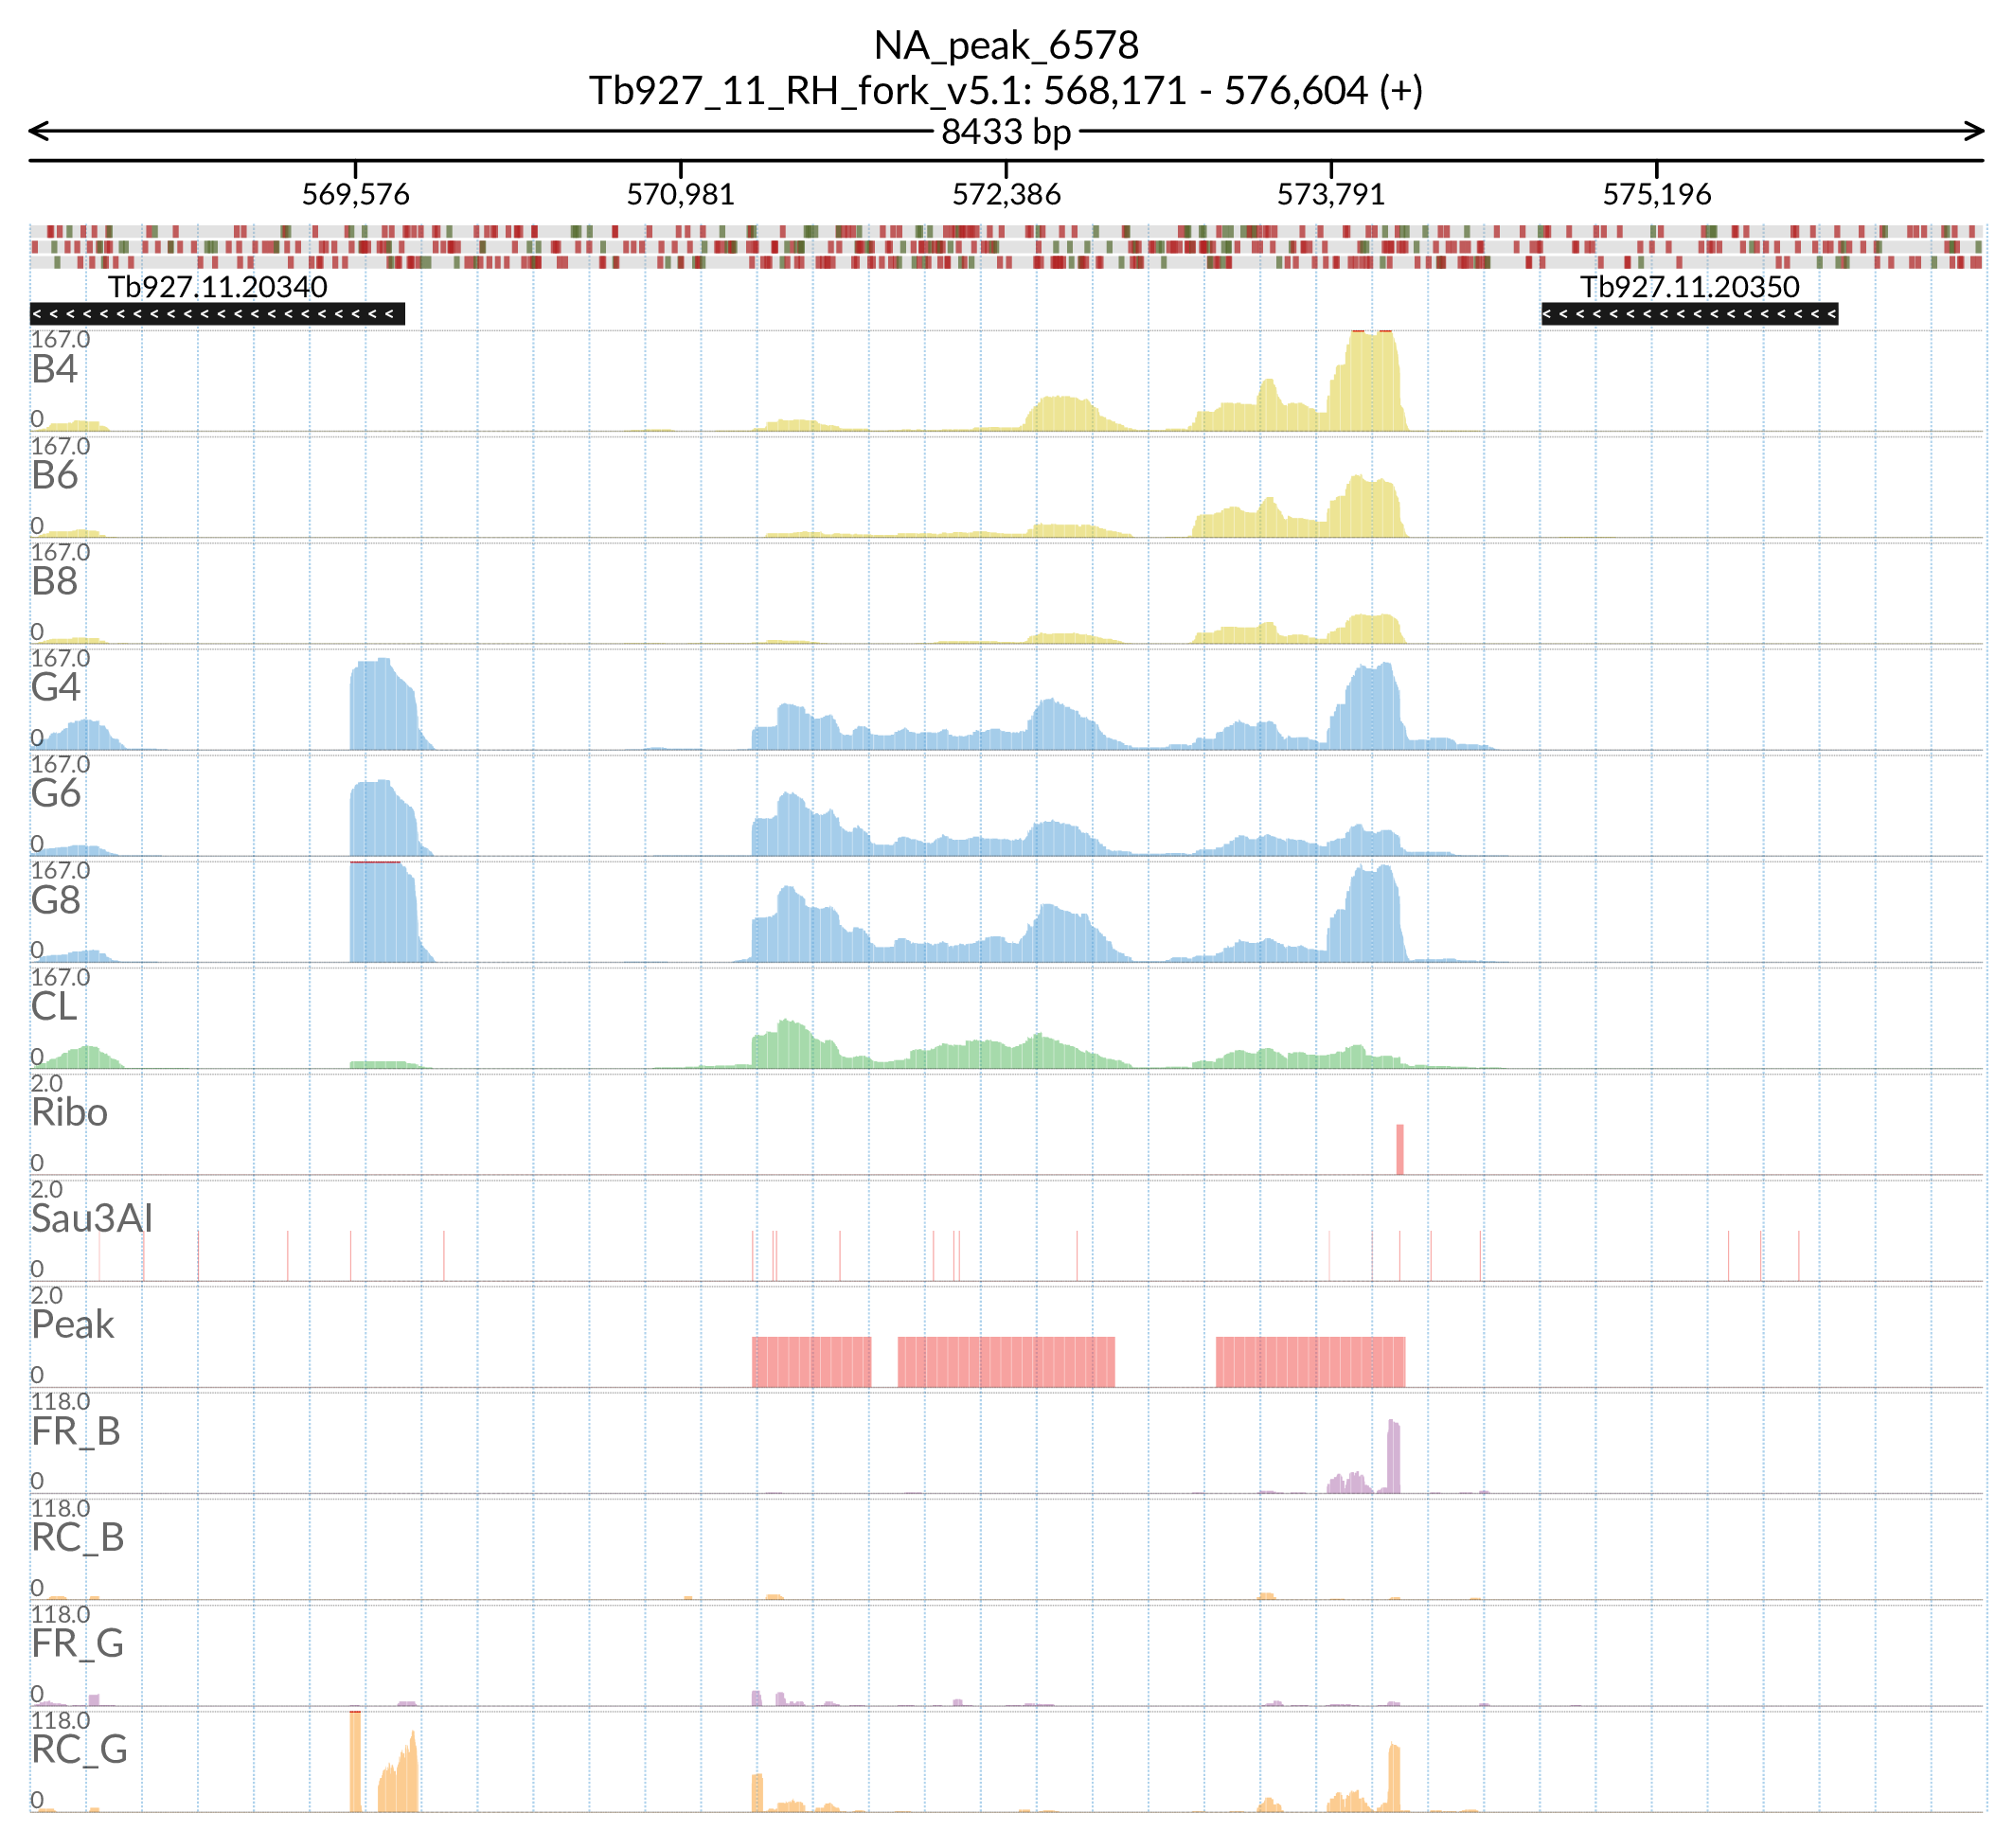 NA_peak_6578
Tb927_11_RH_fork_v5.1: 568,171 - 576,604 (+)
8433 bp
569,576 570,981 572,386 573,791 575,196
Tb927.11.20340 Tb927.11.20350
167.0
B4
0
167.0
B6
0
167.0
B8
0
167.0
G4
0
167.0
G6
0
167.0
G8
0
167.0
CL
0
2.0
Ribo
0
2.0
Sau3AI
0
2.0
Peak
0
118.0
FR_B
0
118.0
RC_B
0
118.0
FR_G
0
118.0
RC_G
0